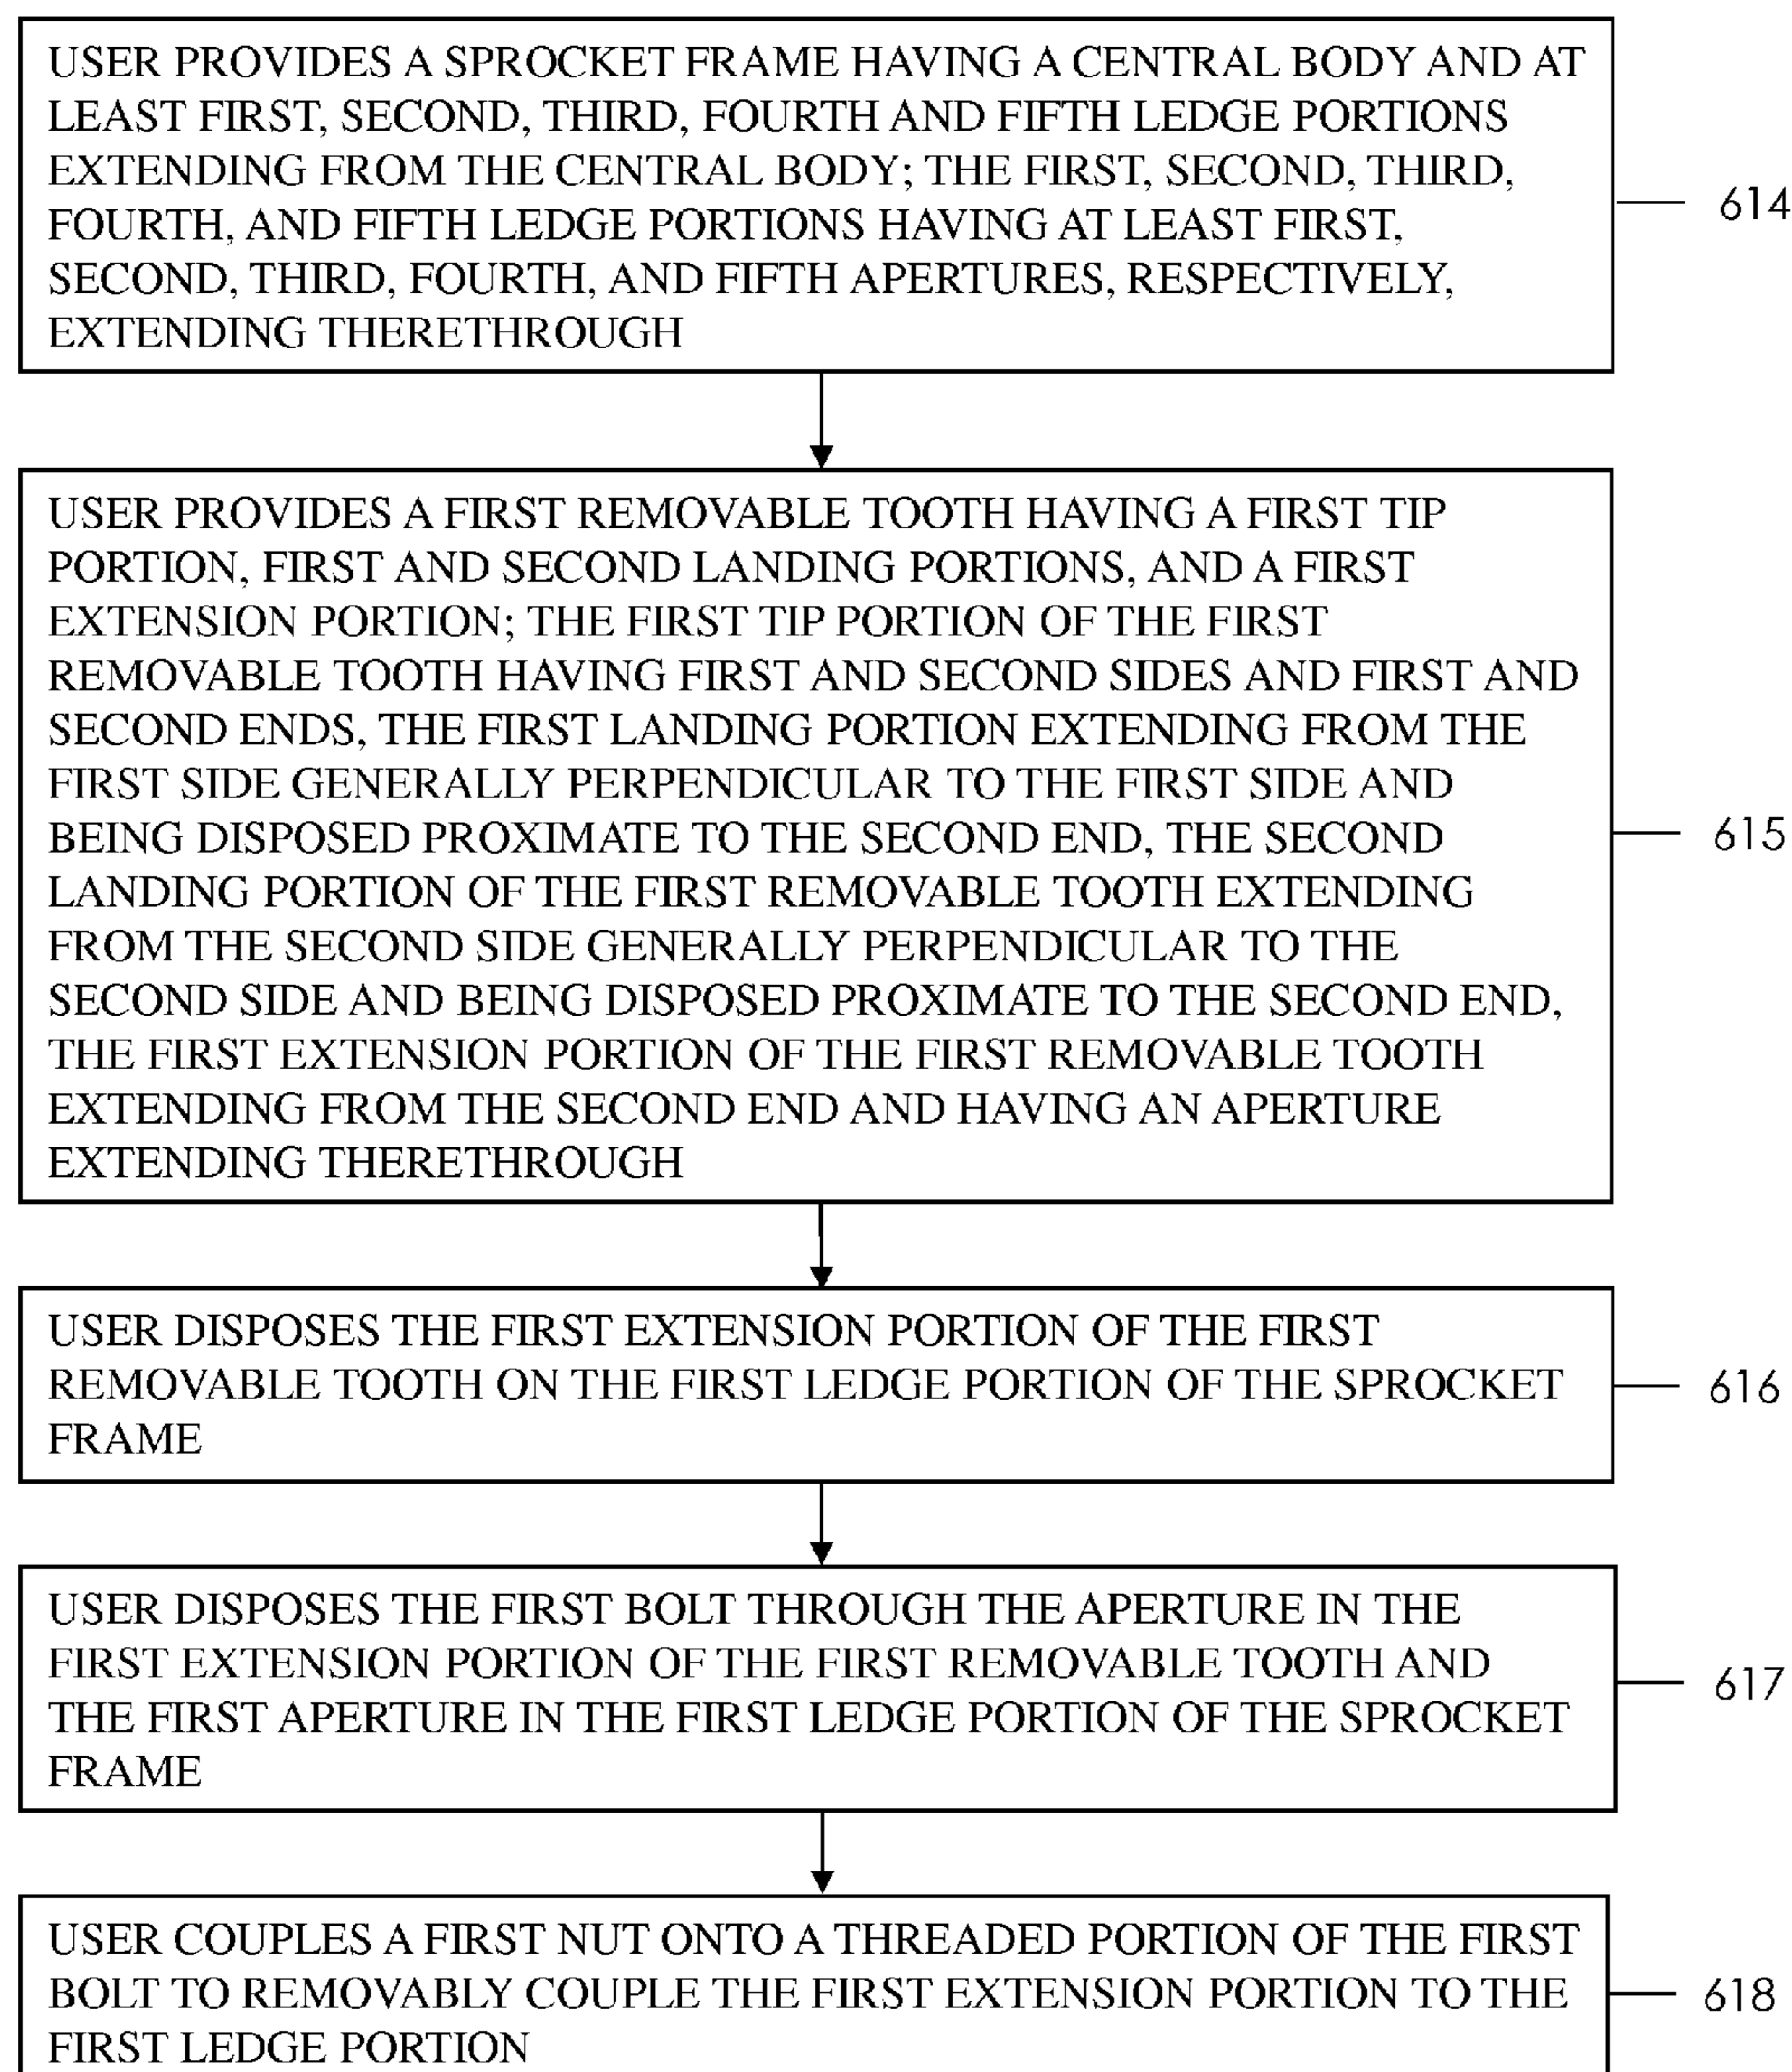 USER PROVIDES A SPROCKET FRAME HAVING A CENTRAL BODY AND AT
LEAST FIRST, SECOND, THIRD, FOURTH AND FIFTH LEDGE PORTIONS
EXTENDING FROM THE CENTRAL BODY; THE FIRST, SECOND, THIRD,
FOURTH, AND FIFTH LEDGE PORTIONS HAVING AT LEAST FIRST,
SECOND, THIRD, FOURTH, AND FIFTH APERTURES, RESPECTIVELY,
EXTENDING THERETHROUGH
614
USER PROVIDES A FIRST REMOVABLE TOOTH HAVING A FIRST TIP
PORTION, FIRST AND SECOND LANDING PORTIONS, AND A FIRST
EXTENSION PORTION; THE FIRST TIP PORTION OF THE FIRST
REMOVABLE TOOTH HAVING FIRST AND SECOND SIDES AND FIRST AND
SECOND ENDS, THE FIRST LANDING PORTION EXTENDING FROM THE
FIRST SIDE GENERALLY PERPENDICULAR TO THE FIRST SIDE AND
BEING DISPOSED PROXIMATE TO THE SECOND END, THE SECOND
LANDING PORTION OF THE FIRST REMOVABLE TOOTH EXTENDING
FROM THE SECOND SIDE GENERALLY PERPENDICULAR TO THE
SECOND SIDE AND BEING DISPOSED PROXIMATE TO THE SECOND END,
THE FIRST EXTENSION PORTION OF THE FIRST REMOVABLE TOOTH
EXTENDING FROM THE SECOND END AND HAVING AN APERTURE
EXTENDING THERETHROUGH
615
USER DISPOSES THE FIRST EXTENSION PORTION OF THE FIRST
REMOVABLE TOOTH ON THE FIRST LEDGE PORTION OF THE SPROCKET
FRAME
616
USER DISPOSES THE FIRST BOLT THROUGH THE APERTURE IN THE
FIRST EXTENSION PORTION OF THE FIRST REMOVABLE TOOTH AND
THE FIRST APERTURE IN THE FIRST LEDGE PORTION OF THE SPROCKET
FRAME
617
USER COUPLES A FIRST NUT ONTO A THREADED PORTION OF THE FIRST
BOLT TO REMOVABLY COUPLE THE FIRST EXTENSION PORTION TO THE
FIRST LEDGE PORTION
618